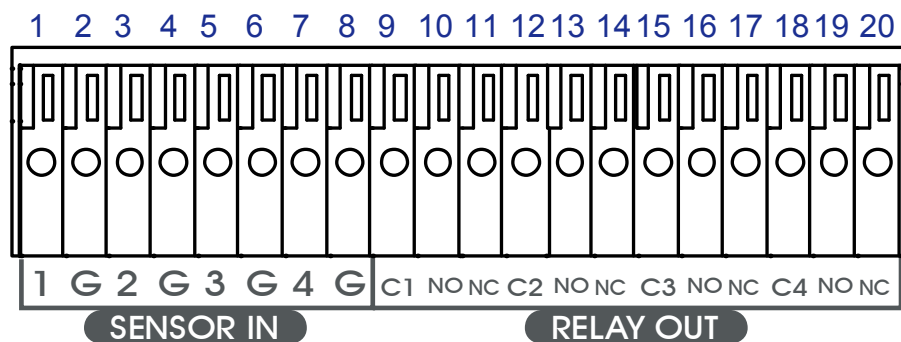 1 2 3 4 5 6 7 8 9 10 11 12 13 14 15 16 17 18 19 20
1 G 2 G 3 G 4 G C1 NO NC C2 NO NC C3 NO NC C4 NO NC
SENSOR IN RELAY OUT